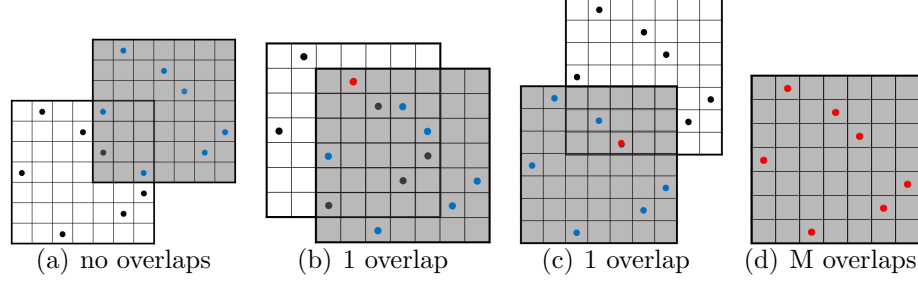 (a) no overlaps
(b) 1 overlap
(c) 1 overlap
(d) M overlaps